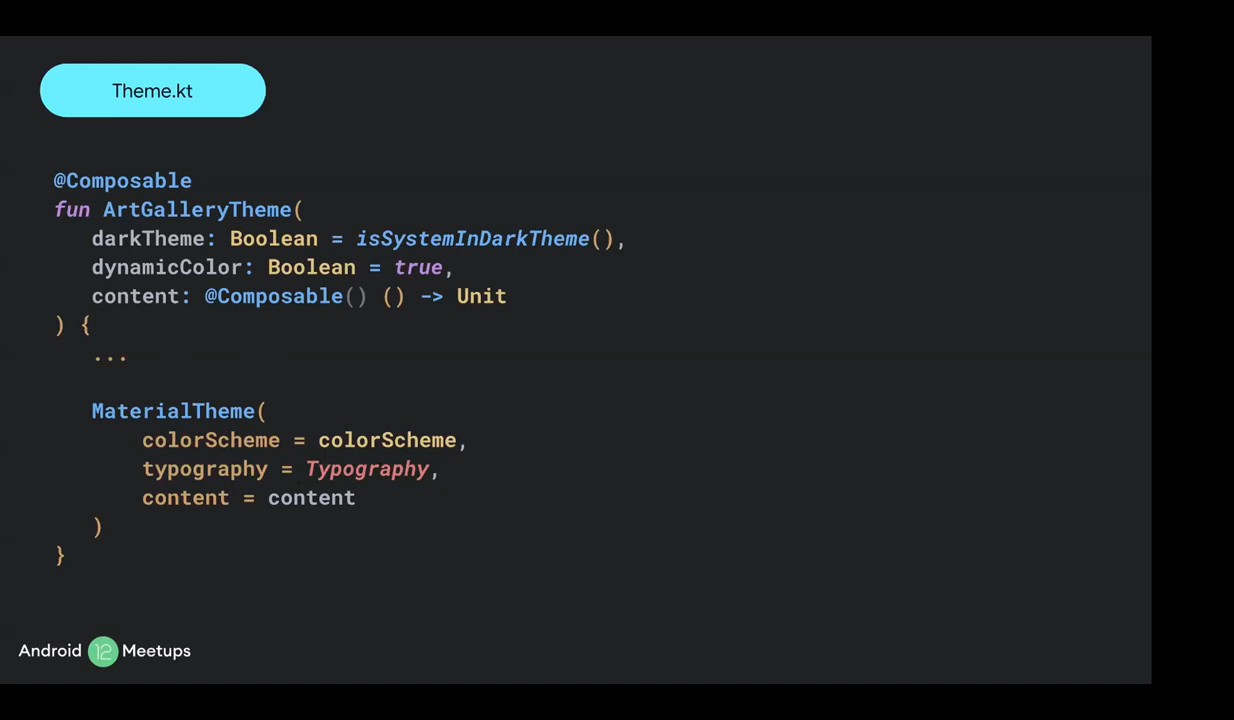 Theme.kt
@Composable
fun ArtGalleryTheme(
darkTheme: Boolean = isSystemInDarkTheme(),
dynamicColor: Boolean = true,
content: @Composable() () -> Unit
) {
...
MaterialTheme(
colorScheme = colorScheme,
typography = Typography,
content = content
)
}
Android 12 Meetups